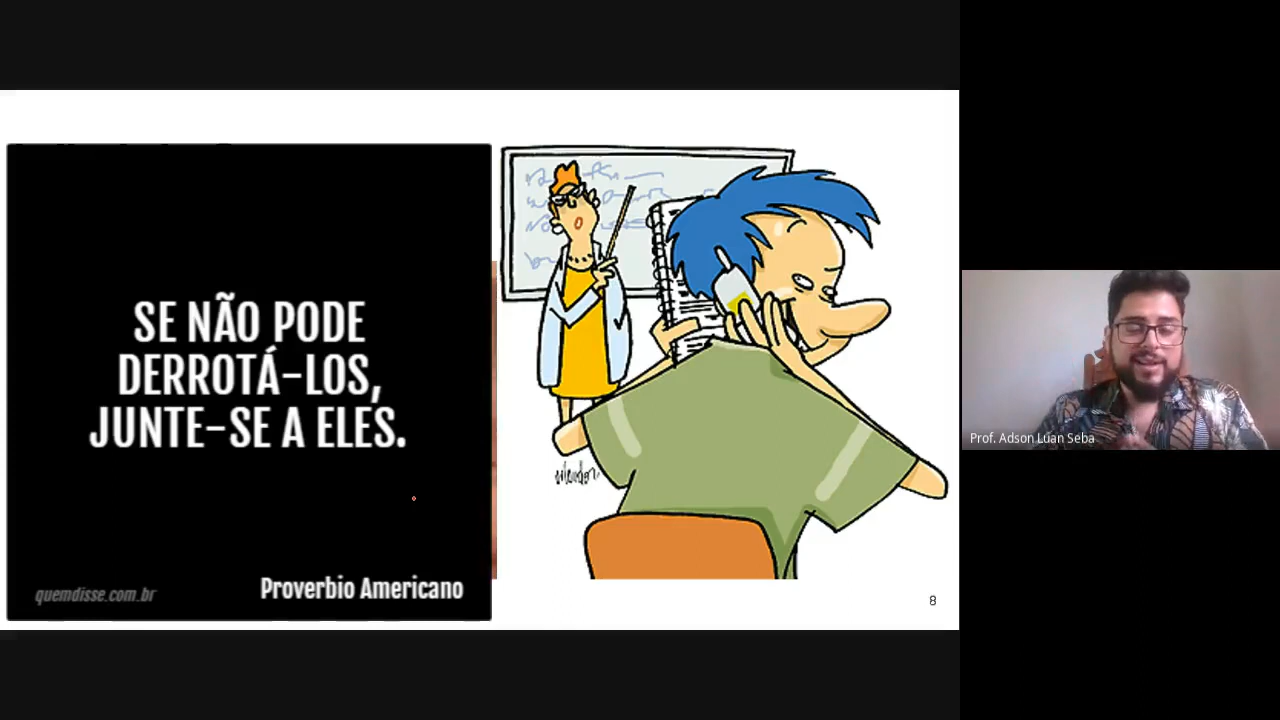 SE NÃO PODE
DERROTÁ-LOS,
JUNTE-SE A ELES.
quemdisse.com.br
Proverbio Americano
8
Prof. Adson Luan Seba